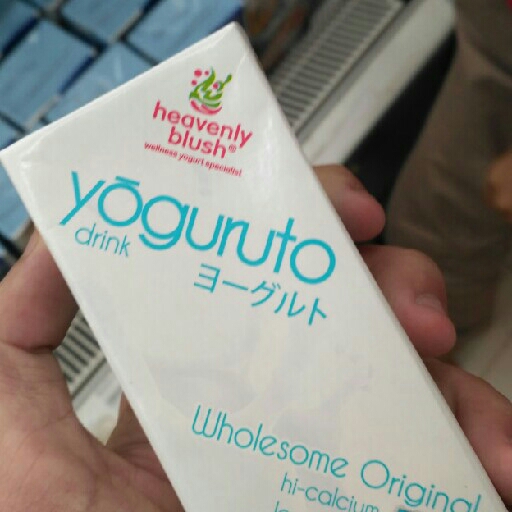 heavenly
blush®
wellness yogurt specialist
yōguruto
drink
ヨーグルト
Wholesome Original
hi-calcium